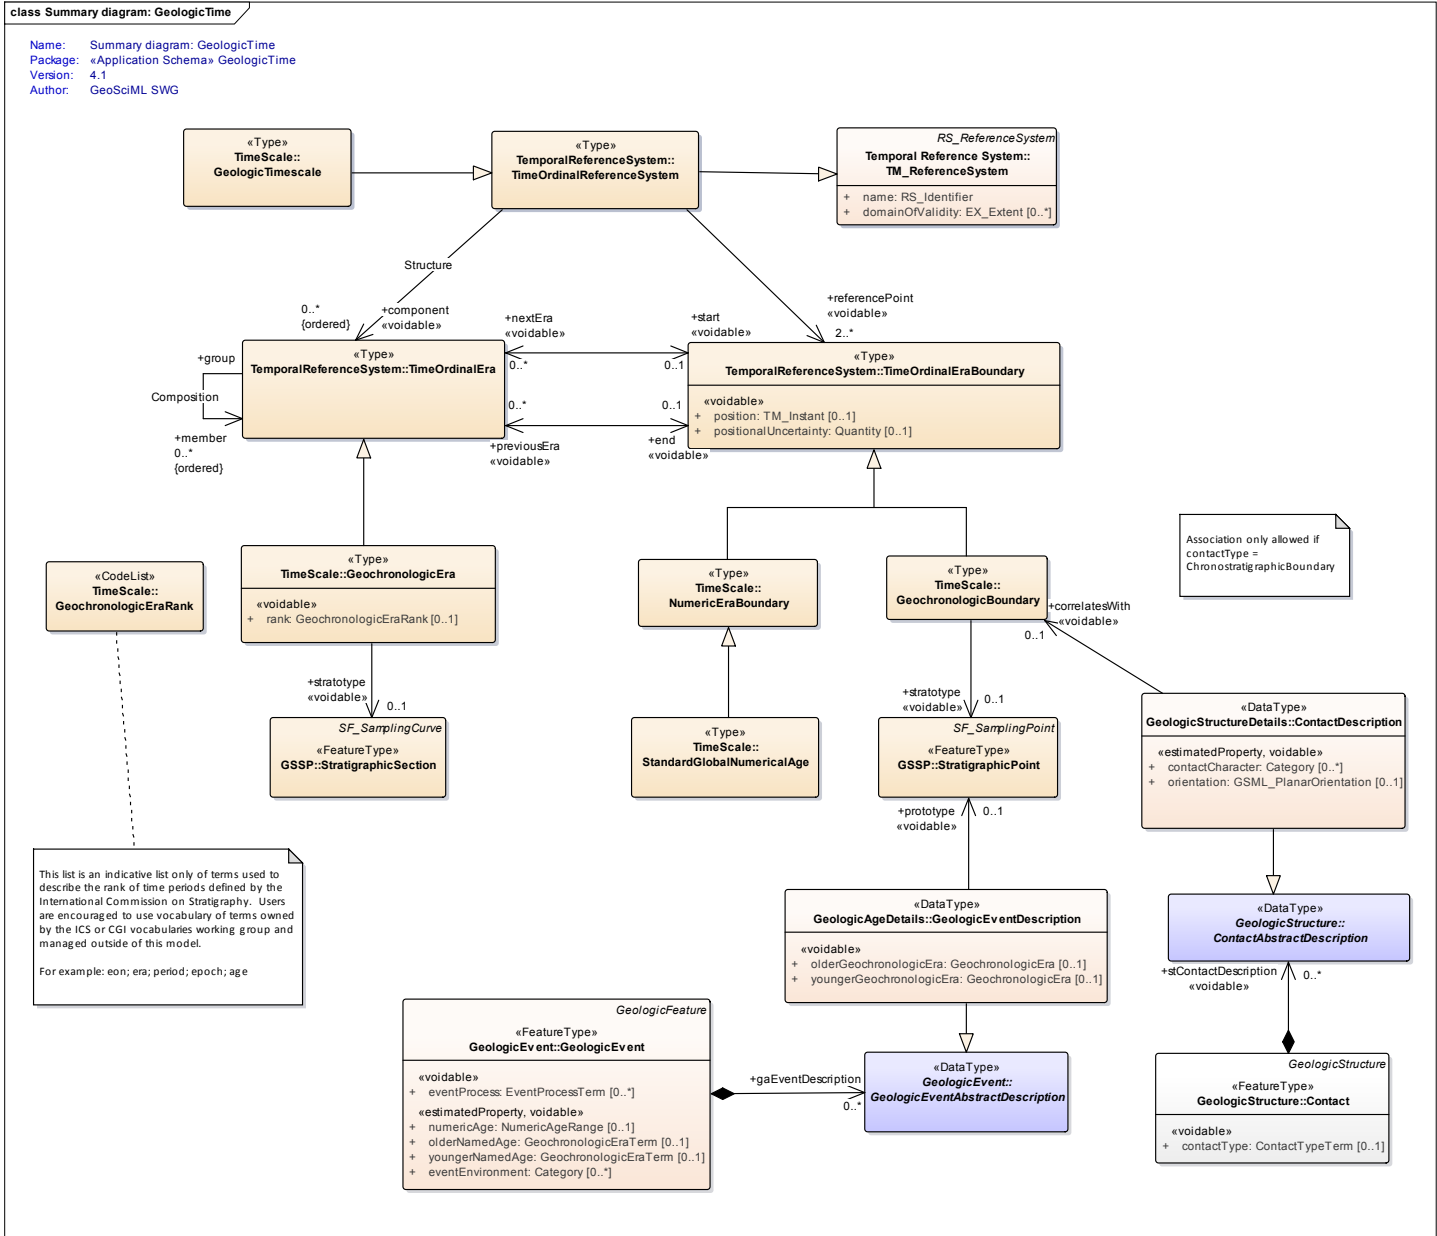 class Summary diagram: GeologicTime
Name: Summary diagram: GeologicTime
Package: «Application Schema» GeologicTime
Version: 4.1
Author: GeoSciML SWG
«Type»
TimeScale::
GeologicTimescale
«Type»
TemporalReferenceSystem::
TimeOrdinalReferenceSystem
RS_ReferenceSystem
Temporal Reference System::
TM_ReferenceSystem
+ name: RS_Identifier
+ domainOfValidity: EX_Extent [0..*]
Structure
0..*
{ordered}
+component
«voidable»
+referencePoint
«voidable»
2..*
+nextEra
«voidable»
0..*
+start
«voidable»
0..1
+group
Composition
+member
0..*
{ordered}
«Type»
TemporalReferenceSystem::TimeOrdinalEra
0..*
+previousEra
«voidable»
0..1
+end
«voidable»
«Type»
TemporalReferenceSystem::TimeOrdinalEraBoundary
«voidable»
+ position: TM_Instant [0..1]
+ positionalUncertainty: Quantity [0..1]
Association only allowed if
contactType =
ChronostratigraphicBoundary
«CodeList»
TimeScale::
GeochronologicEraRank
«Type»
TimeScale::GeochronologicEra
«voidable»
+ rank: GeochronologicEraRank [0..1]
«Type»
TimeScale::
NumericEraBoundary
«Type»
TimeScale::
GeochronologicBoundary
+correlatesWith
«voidable»
0..1
+stratotype
«voidable»
0..1
+stratotype
«voidable»
0..1
SF_SamplingCurve
«FeatureType»
GSSP::StratigraphicSection
«Type»
TimeScale::
StandardGlobalNumericalAge
SF_SamplingPoint
«FeatureType»
GSSP::StratigraphicPoint
«DataType»
GeologicStructureDetails::ContactDescription
«estimatedProperty, voidable»
+ contactCharacter: Category [0..*]
+ orientation: GSML_PlanarOrientation [0..1]
+prototype
«voidable»
0..1
This list is an indicative list only of terms used to
describe the rank of time periods defined by the
International Commission on Stratigraphy. Users
are encouraged to use vocabulary of terms owned
by the ICS or CGI vocabularies working group and
managed outside of this model.
For example: eon; era; period; epoch; age
«DataType»
GeologicAgeDetails::GeologicEventDescription
«voidable»
+ olderGeochronologicEra: GeochronologicEra [0..1]
+ youngerGeochronologicEra: GeochronologicEra [0..1]
«DataType»
GeologicStructure::
ContactAbstractDescription
+stContactDescription
«voidable»
0..*
GeologicFeature
«FeatureType»
GeologicEvent::GeologicEvent
«voidable»
+ eventProcess: EventProcessTerm [0..*]
«estimatedProperty, voidable»
+ numericAge: NumericAgeRange [0..1]
+ olderNamedAge: GeochronologicEraTerm [0..1]
+ youngerNamedAge: GeochronologicEraTerm [0..1]
+ eventEnvironment: Category [0..*]
+gaEventDescription
0..*
«DataType»
GeologicEvent::
GeologicEventAbstractDescription
GeologicStructure
«FeatureType»
GeologicStructure::Contact
«voidable»
+ contactType: ContactTypeTerm [0..1]